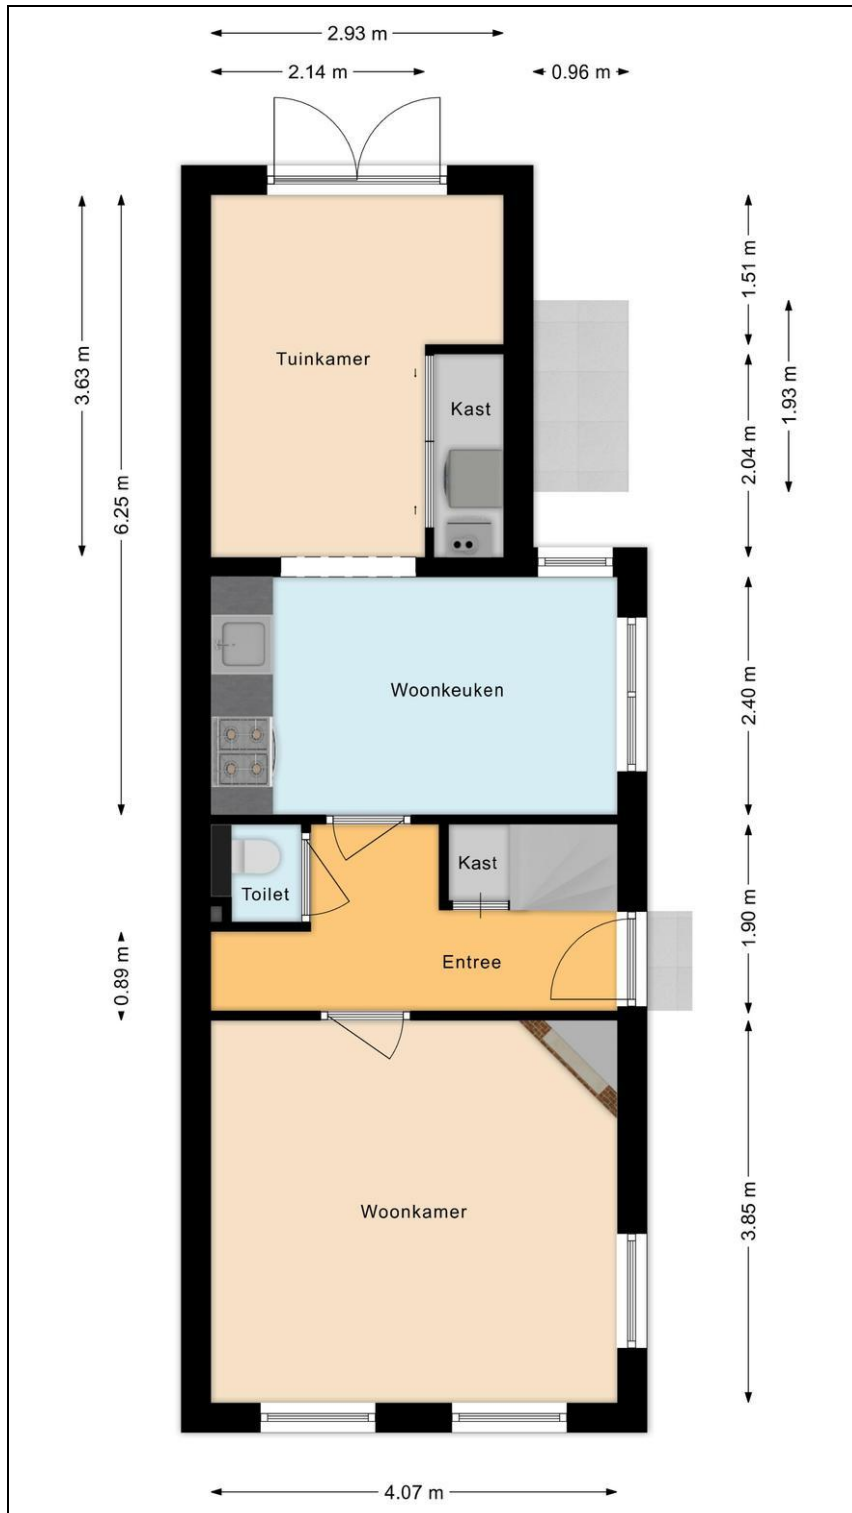 2.93 m
2.14 m
0.96 m
1.51 m
3.63 m
Tuinkamer
1.93 m
Kast
2.04 m
6.25 m
Woonkeuken
2.40 m
Kast
Toilet
1.90 m
Entree
0.89 m
Woonkamer
3.85 m
4.07 m